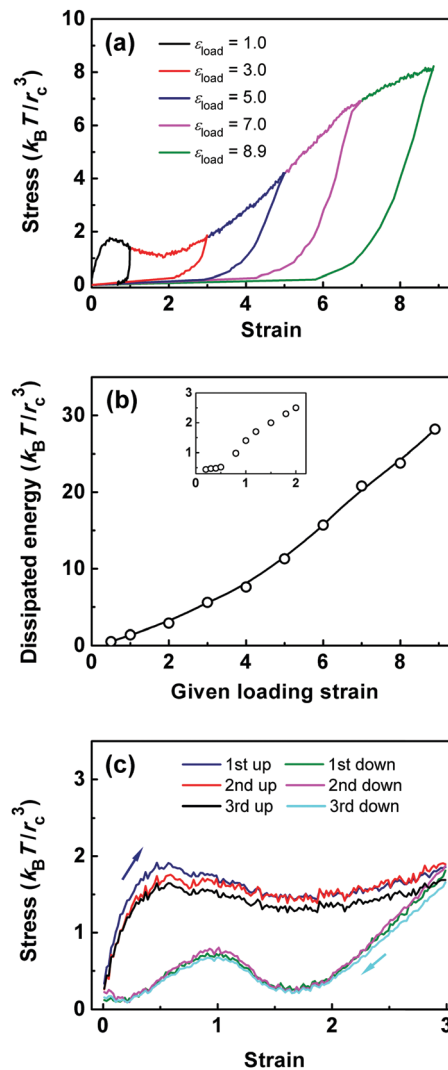 (a)
ε_load = 1.0
ε_load = 3.0
ε_load = 5.0
ε_load = 7.0
ε_load = 8.9
Stress (k_B T/r_c^3)
10
8
6
4
2
0
0 2 4 6 8
Strain
(b)
Dissipated energy (k_B T/r_c^3)
30
20
10
0
3
2
1
0 1 2
0 2 4 6 8
Given loading strain
(c)
1st up 1st down
2nd up 2nd down
3rd up 3rd down
Stress (k_B T/r_c^3)
3
2
1
0
0 1 2 3
Strain